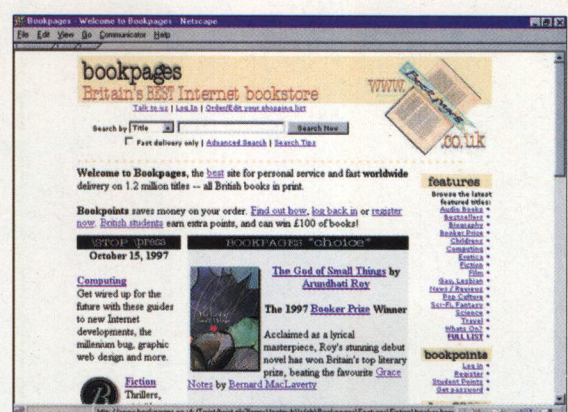 Bookpages - Welcome to Bookpages - Netscape
File Edit View Go Communicator Help
bookpages
Britain's BEST Internet bookstore
Talk to us | Log In | Order/Edit your shopping list
www.
Bookpages
.co.uk
Search by Title Search Now
Fast delivery only | Advanced Search | Search Tips
Welcome to Bookpages, the best site for personal service and fast worldwide
delivery on 1.2 million titles -- all British books in print.
Bookpoints saves money on your order. Find out how, log back in or register
now. British students earn extra points, and can win £100 of books!
\STOP \press
October 15, 1997
Computing
Get wired up for the
future with these guides
to new Internet
developments, the
millenium bug, graphic
web design and more.
Fiction
Thrillers,
BOOKPAGES "choice"
The God of Small Things by
Arundhati Roy
The 1997 Booker Prize Winner
Acclaimed as a lyrical
masterpiece, Roy's stunning debut
novel has won Britain's top literary
prize, beating the favourite Grace
Notes by Bernard MacLaverty
features
Browse the latest
featured titles:
Audio Books
Bestsellers
Biography
Booker Prize
Childrens
Computing
Erotica
Fiction
Film
Gay, Lesbian
News / Reviews
Pop Culture
Sci-Fi, Fantasy
Science
Travel
Whats On?
FULL LIST
bookpoints
Log in
Register
Student Points
Get password